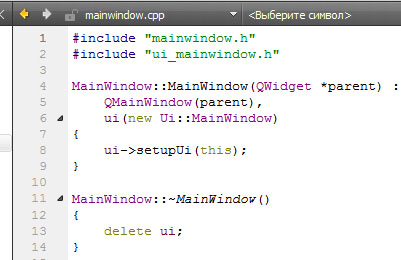 mainwindow.cpp <Выберите символ>
1 #include "mainwindow.h"
2 #include "ui_mainwindow.h"
3
4 MainWindow::MainWindow(QWidget *parent) :
5     QMainWindow(parent),
6     ui(new Ui::MainWindow)
7 {
8     ui->setupUi(this);
9 }
10
11 MainWindow::~MainWindow()
12 {
13     delete ui;
14 }